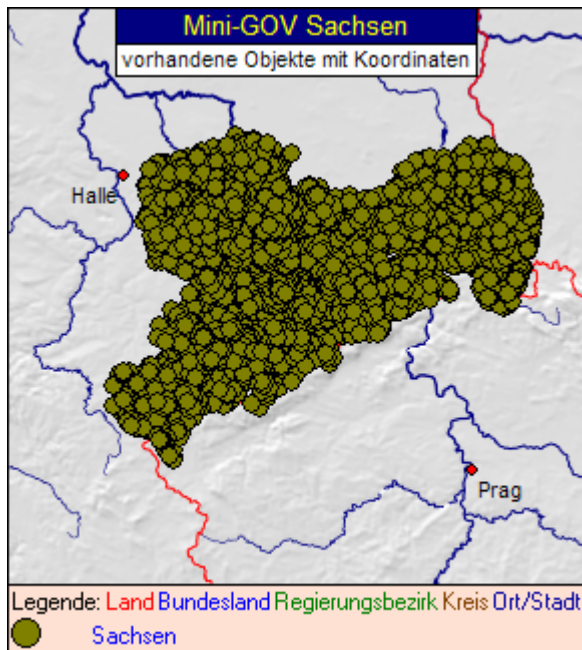 Mini-GOV Sachsen
vorhandene Objekte mit Koordinaten
Halle
Prag
Legende: Land Bundesland Regierungsbezirk Kreis Ort/Stadt
Sachsen